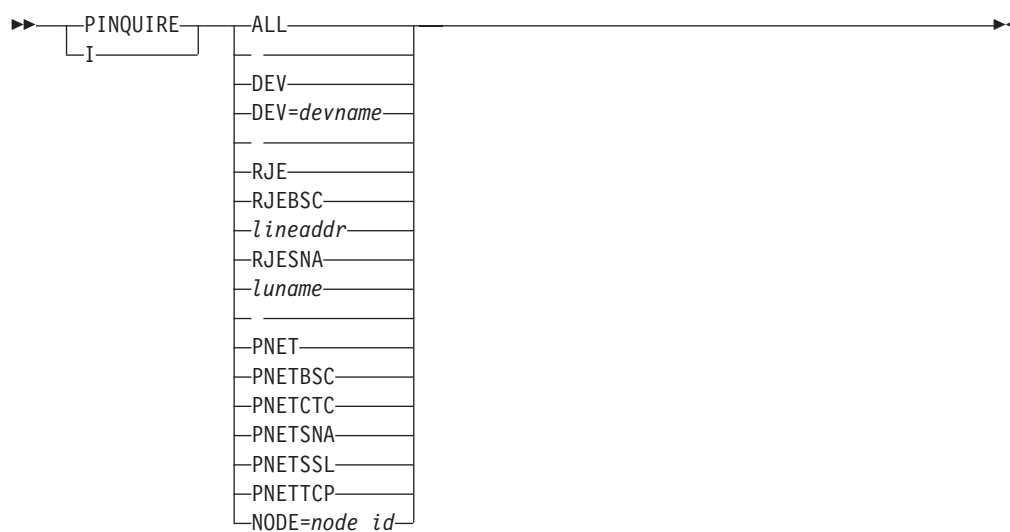 PINQUIRE ALL
I
DEV
DEV=devname
RJE
RJEBSC
lineaddr
RJESNA
luname
PNET
PNETBSC
PNETCTC
PNETSNA
PNETSSL
PNETTCP
NODE=node id